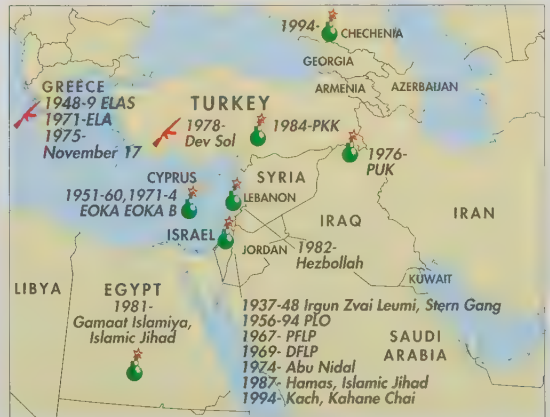 1994-
CHECHENIA
GEORGIA
ARMENIA
AZERBAIJAN
GREECE
1948-9 ELAS
1971-ELA
1975-
November 17
TURKEY
1978-
Dev Sol
1984-PKK
1976-
PUK
CYPRUS
1951-60, 1971-4
EOKA EOKA B
SYRIA
LEBANON
ISRAEL
JORDAN
1982-
Hezbollah
IRAQ
IRAN
KUWAIT
LIBYA
EGYPT
1981-
Gamaat Islamiya,
Islamic Jihad
1937-48 Irgun Zvai Leumi, Stern Gang
1956-94 PLO
1967- PFLP
1969- DFLP
1974- Abu Nidal
1987- Hamas, Islamic Jihad
1994- Kach, Kahane Chai
SAUDI
ARABIA